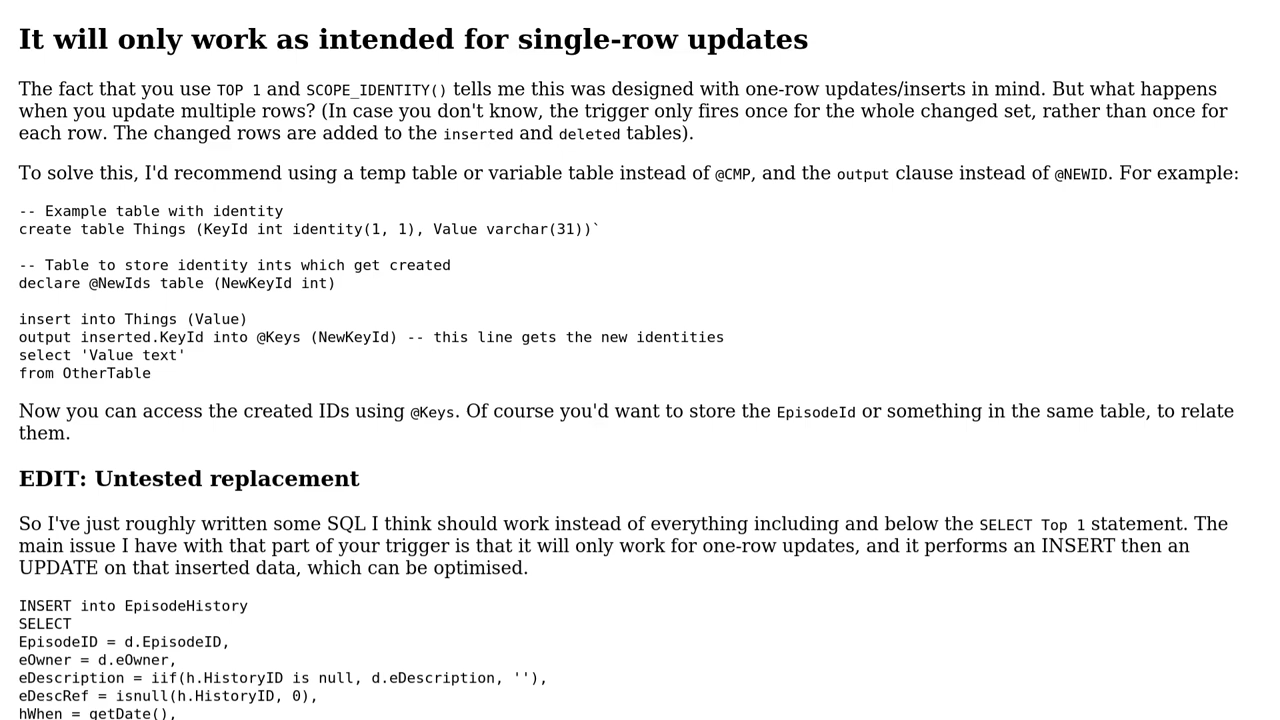 It will only work as intended for single-row updates
The fact that you use TOP 1 and SCOPE_IDENTITY() tells me this was designed with one-row updates/inserts in mind. But what happens
when you update multiple rows? (In case you don't know, the trigger only fires once for the whole changed set, rather than once for
each row. The changed rows are added to the inserted and deleted tables).
To solve this, I'd recommend using a temp table or variable table instead of @CMP, and the output clause instead of @NEWID. For example:
-- Example table with identity
create table Things (KeyId int identity(1, 1), Value varchar(31))`
-- Table to store identity ints which get created
declare @NewIds table (NewKeyId int)
insert into Things (Value)
output inserted.KeyId into @Keys (NewKeyId) -- this line gets the new identities
select 'Value text'
from OtherTable
Now you can access the created IDs using @Keys. Of course you'd want to store the EpisodeId or something in the same table, to relate
them.
EDIT: Untested replacement
So I've just roughly written some SQL I think should work instead of everything including and below the SELECT Top 1 statement. The
main issue I have with that part of your trigger is that it will only work for one-row updates, and it performs an INSERT then an
UPDATE on that inserted data, which can be optimised.
INSERT into EpisodeHistory
SELECT
EpisodeID = d.EpisodeID,
eOwner = d.eOwner,
eDescription = iif(h.HistoryID is null, d.eDescription, ''),
eDescRef = isnull(h.HistoryID, 0),
hWhen = getDate(),